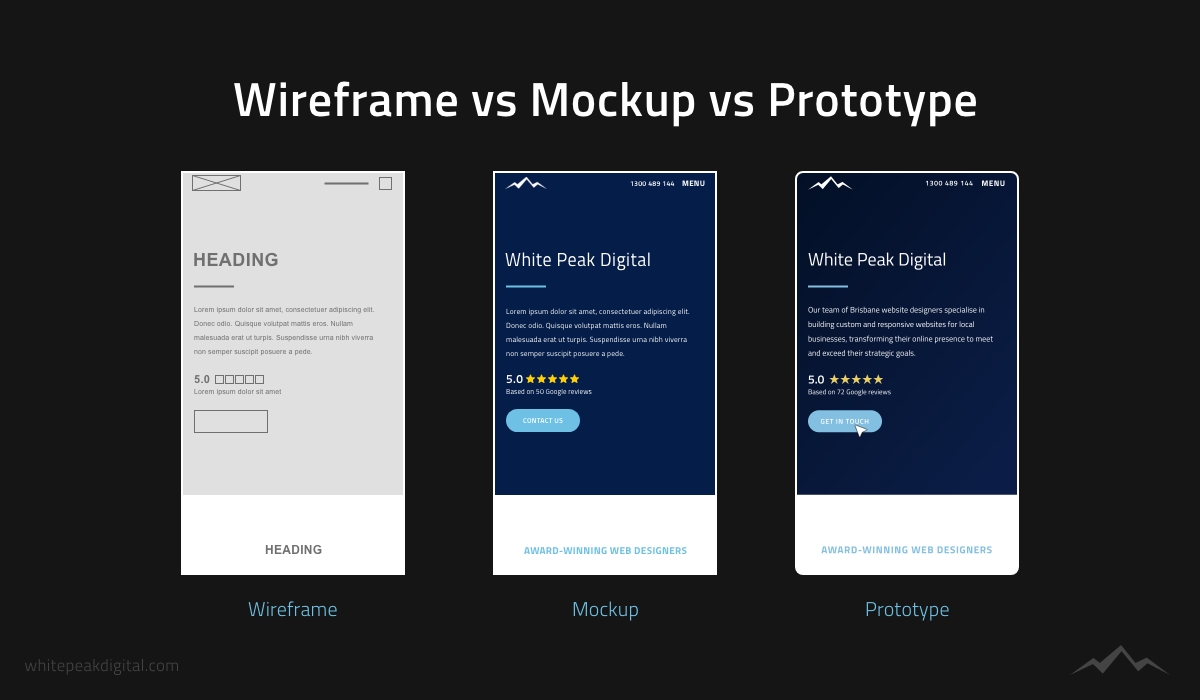 Wireframe vs Mockup vs Prototype
HEADING
Lorem ipsum dolor sit amet, consectetuer adipiscing elit.
Donec odio. Quisque volutpat mattis eros. Nullam
malesuada erat ut turpis. Suspendisse urna nibh viverra
non semper suscipit posuere a pede.
5.0
Lorem ipsum dolor sit amet
HEADING
Wireframe
1300 489 144 MENU
White Peak Digital
Lorem ipsum dolor sit amet, consectetuer adipiscing elit.
Donec odio. Quisque volutpat mattis eros. Nullam
malesuada erat ut turpis. Suspendisse urna nibh viverra
non semper suscipit posuere a pede.
5.0
Based on 50 Google reviews
CONTACT US
AWARD-WINNING WEB DESIGNERS
Mockup
1300 489 144 MENU
White Peak Digital
Our team of Brisbane website designers specialise in
building custom and responsive websites for local
businesses, transforming their online presence to meet
and exceed their strategic goals.
5.0
Based on 72 Google reviews
GET IN TOUCH
AWARD-WINNING WEB DESIGNERS
Prototype
whitepeakdigital.com